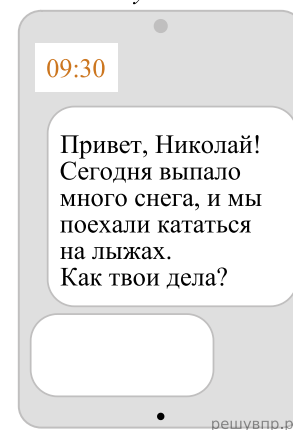 09:30
Привет, Николай!
Сегодня выпало
много снега, и мы
поехали кататься
на лыжах.
Как твои дела?
решувпр.р